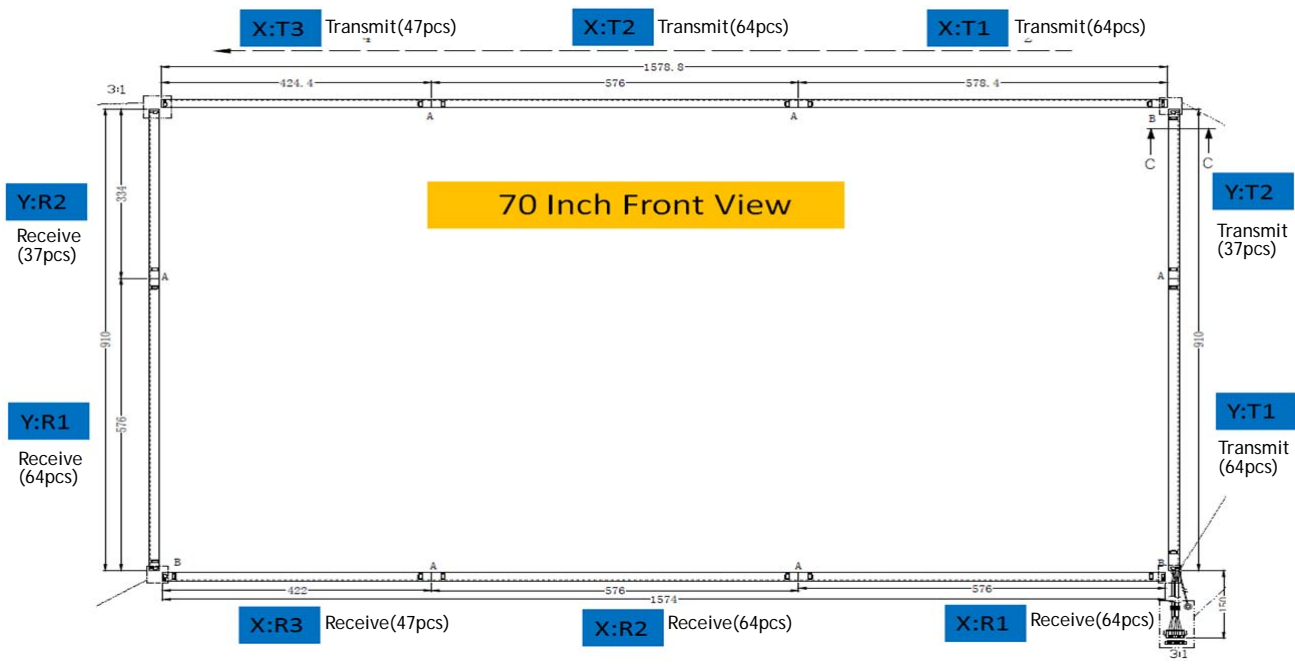 X:T3 Transmit(47pcs) X:T2 Transmit(64pcs) X:T1 Transmit(64pcs)
1578.8
424.4 576 578.4
3:1
A A B
C C
334
70 Inch Front View
Y:R2
Receive
(37pcs)
Y:T2
Transmit
(37pcs)
A A
910 910
Y:R1
Receive
(64pcs)
576
Y:T1
Transmit
(64pcs)
B A A B
422 576 576
1574
150
X:R3 Receive(47pcs) X:R2 Receive(64pcs) X:R1 Receive(64pcs)
3:1